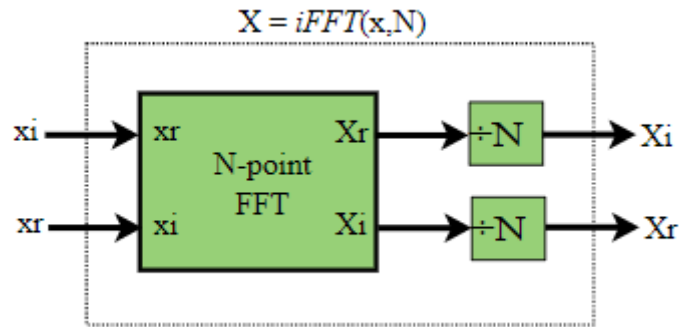 X = iFFT(x,N)
xi xr Xr ÷N Xi
N-point
FFT
xr xi Xi ÷N Xr